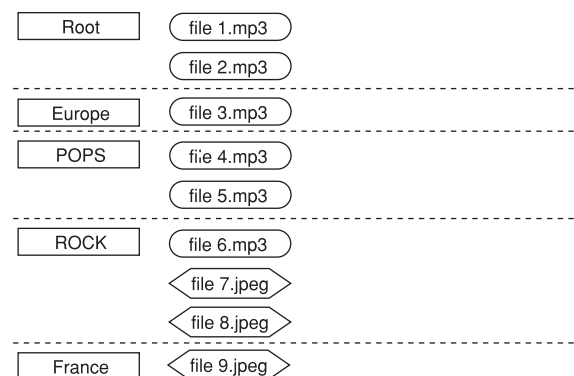 Root file 1.mp3
file 2.mp3
Europe file 3.mp3
POPS file 4.mp3
file 5.mp3
ROCK file 6.mp3
file 7.jpeg
file 8.jpeg
France file 9.jpeg